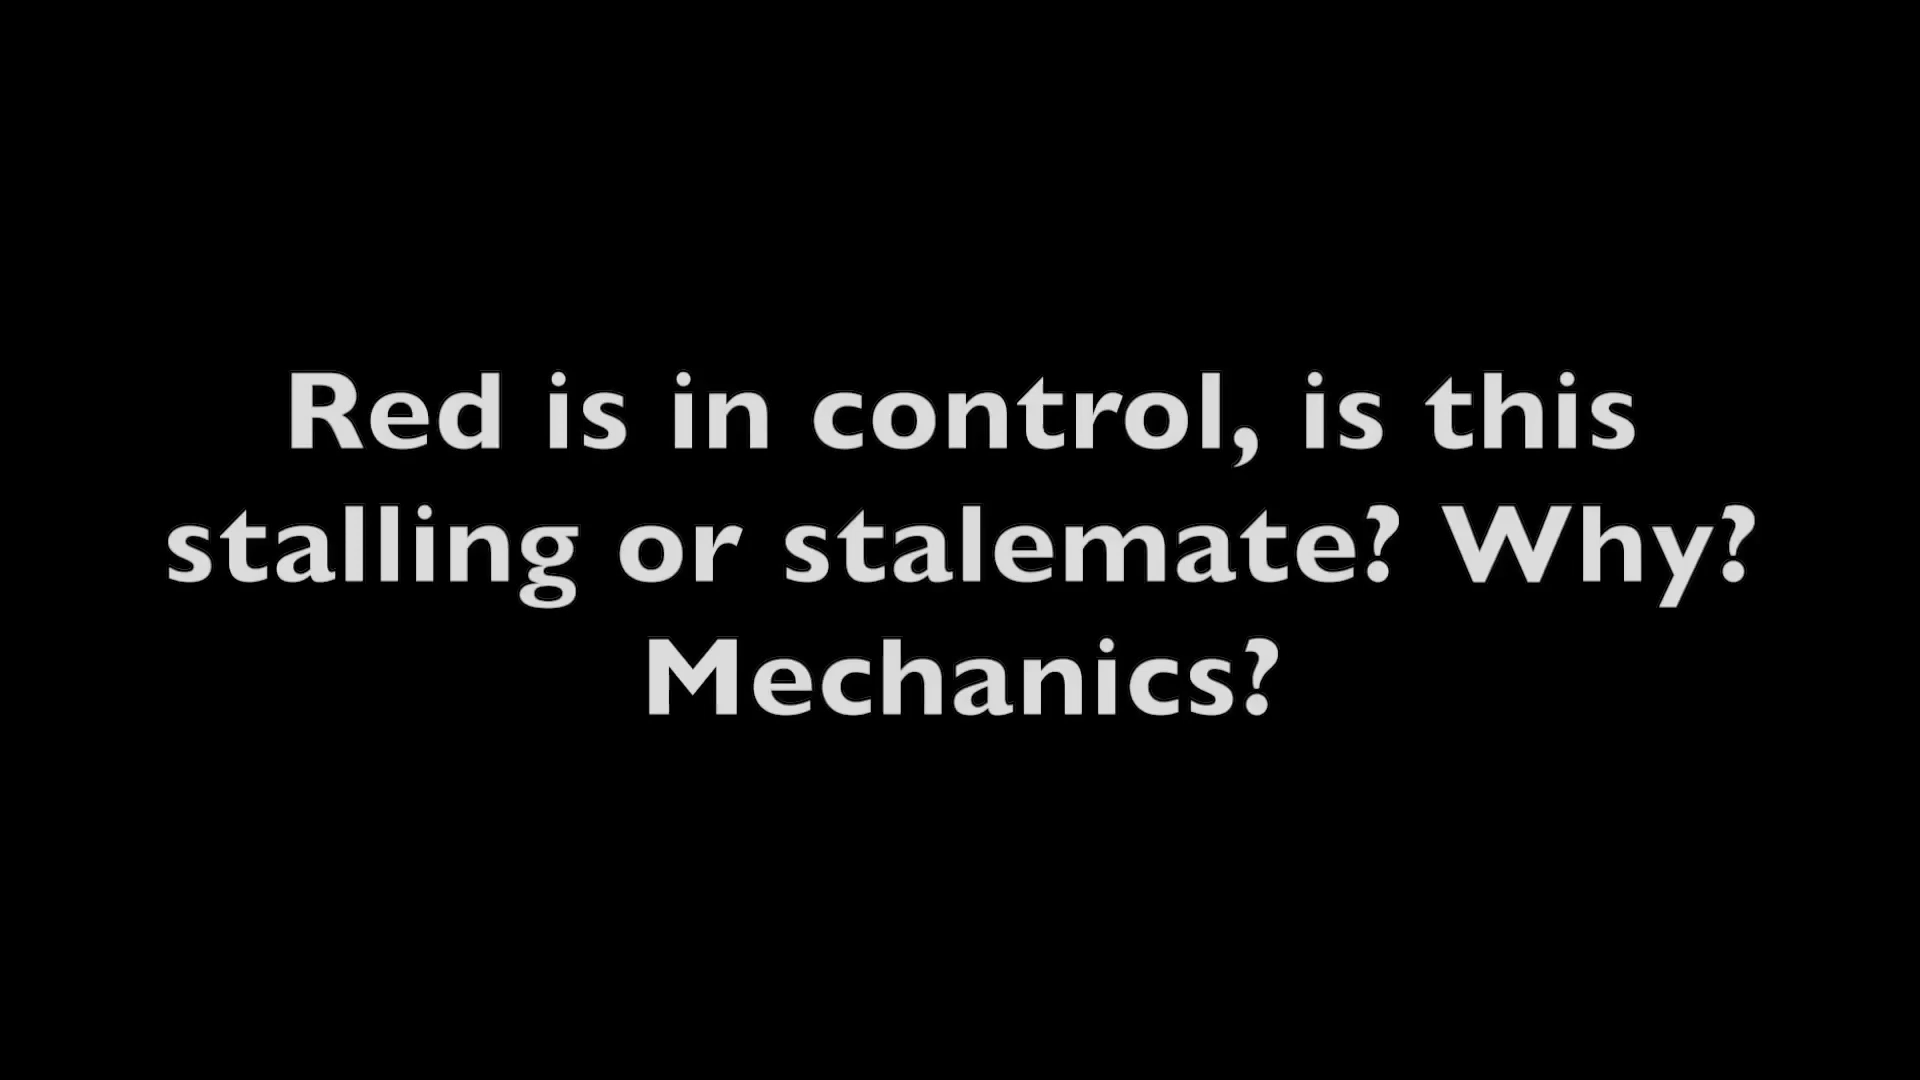 Red is in control, is this
stalling or stalemate? Why?
Mechanics?